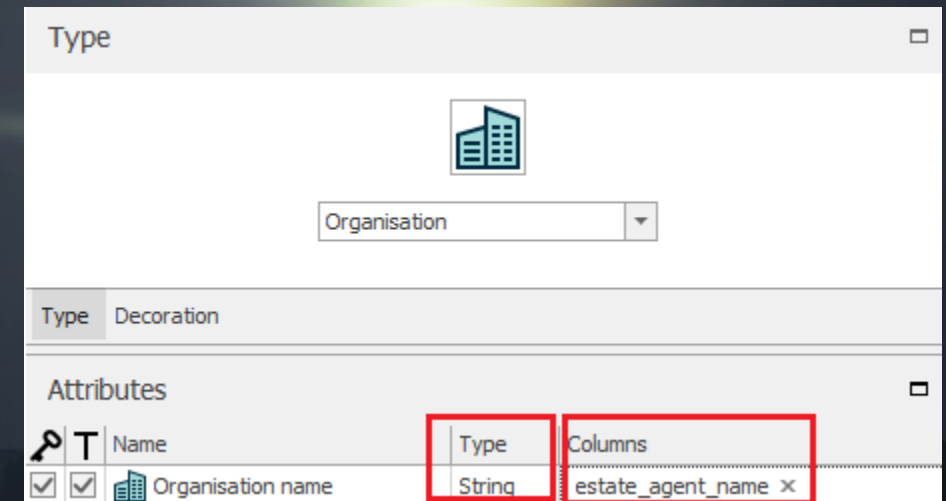 Type
Organisation
Type Decoration
Attributes
T Name Type Columns
Organisation name String estate_agent_name ×